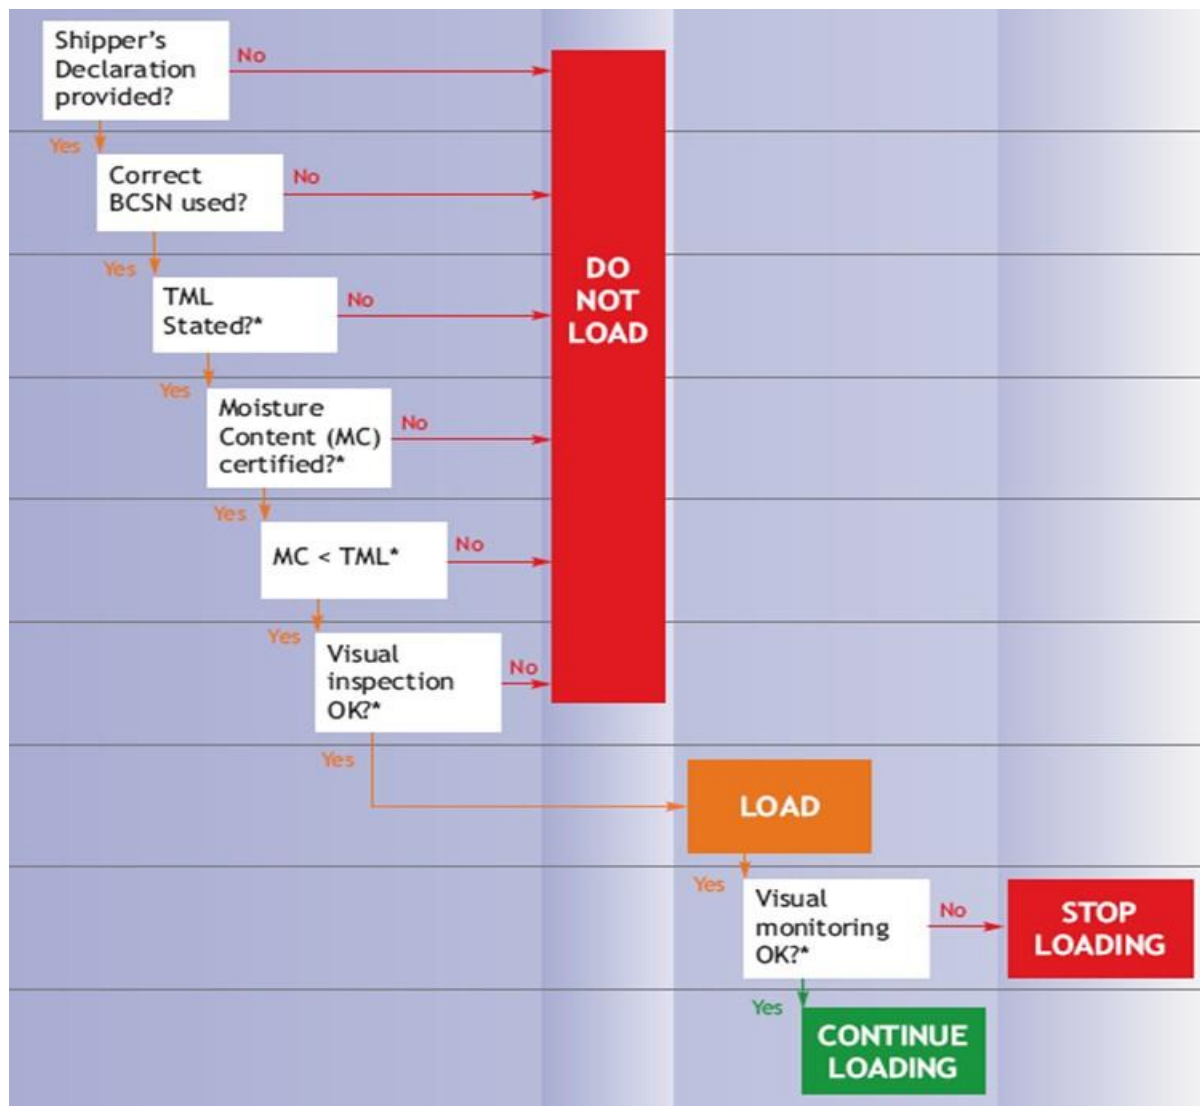 Shipper's
Declaration
provided?
No
Yes
Correct
BCSN used?
No
Yes
TML
Stated?*
No
DO
NOT
LOAD
Yes
Moisture
Content (MC)
certified?*
No
Yes
MC < TML*
No
Yes
Visual
inspection
OK?*
No
Yes
LOAD
Yes
Visual
monitoring
OK?*
No
STOP
LOADING
Yes
CONTINUE
LOADING